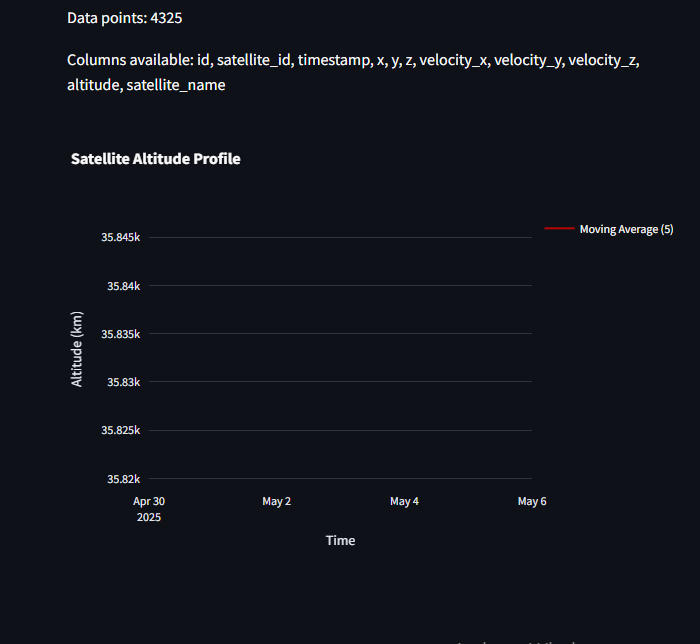 Data points: 4325
Columns available: id, satellite_id, timestamp, x, y, z, velocity_x, velocity_y, velocity_z,
altitude, satellite_name
Satellite Altitude Profile
Moving Average (5)
35.845k
35.84k
35.835k
35.83k
35.825k
35.82k
Altitude (km)
Apr 30
2025
May 2
May 4
May 6
Time